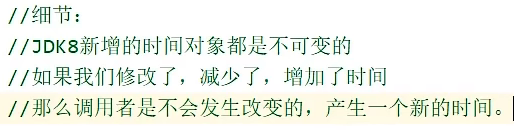 //细节：
//JDK8新增的时间对象都是不可变的
//如果我们修改了，减少了，增加了时间
//那么调用者是不会发生改变的，产生一个新的时间。